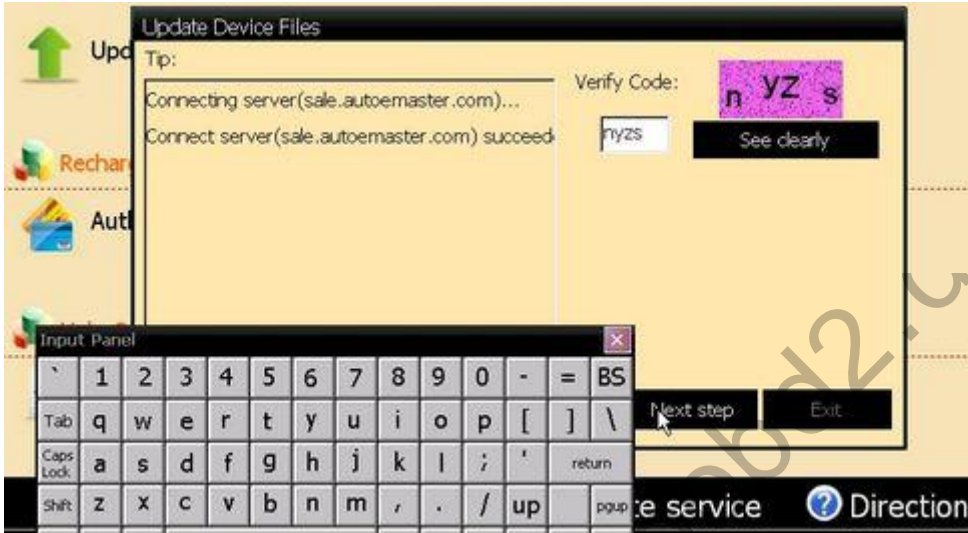 Update Device Files
Upd
Tip:
Connecting server(sale.autoemaster.com)...
Connect server(sale.autoemaster.com) succeed
Verify Code:
n yz s
nyzs
See clearly
Rechar
Auth
Input Panel
` 1 2 3 4 5 6 7 8 9 0 - = BS
Tab q w e r t y u i o p [ ] \
Caps Lock a s d f g h j k l ; ' return
Shift z x c v b n m , . / up pgup
Next step
Exit
te service
Direction
obd2.c